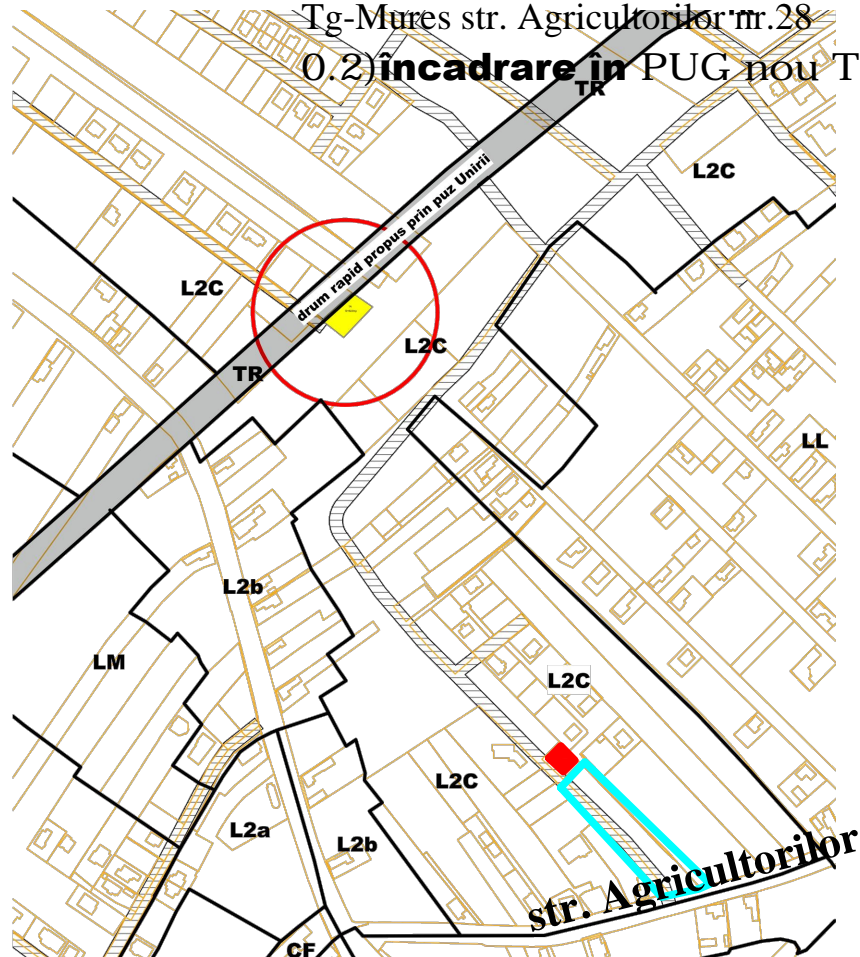 Tg-Mures str. Agricultorilor nr.28
0.2)încadrare în PUG nou T
TR
L2C
drum rapid propus prin puz Unirii
L2C
L2C
TR
LL
L2b
LM
L2C
L2C
L2a
L2b
str. Agricultorilor
CF